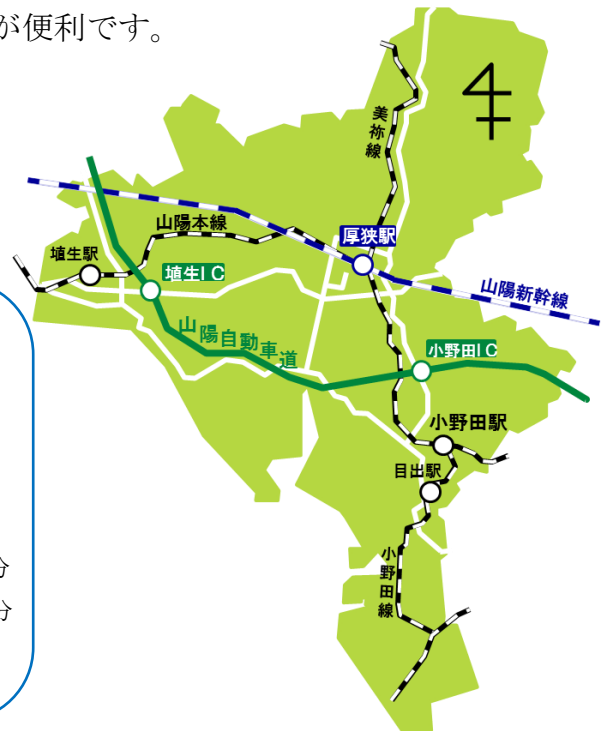 が便利です。
美祢線
山陽本線
厚狭駅
埴生駅
埴生IC
山陽新幹線
山陽自動車道
小野田IC
小野田駅
目出駅
小野田線
分
分